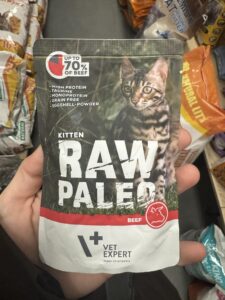 UP TO
70%
OF BEEF
HIGH PROTEIN
TAURINE
MONOPROTEIN
GRAIN FREE
EGGSHELL-POWDER
KITTEN
RAW
PALEO
BEEF
V+
VET
EXPERT